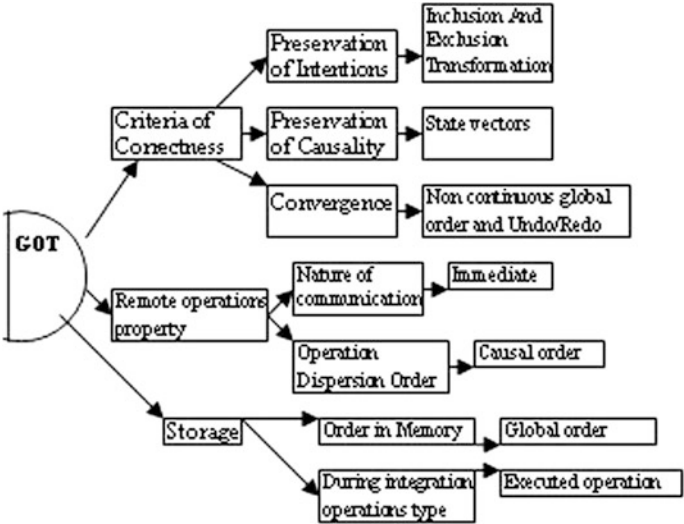 GOT
Criteria of
Correctness
Preservation
of Intentions
Inclusion And
Exclusion
Transformation
Preservation
of Causality
State vectors
Convergence
Non continuous global
order and Undo/Redo
Remote operations
property
Nature of
communication
Immediate
Operation
Dispersion Order
Causal order
Storage
Order in Memory
Global order
During integration
operations type
Executed operation